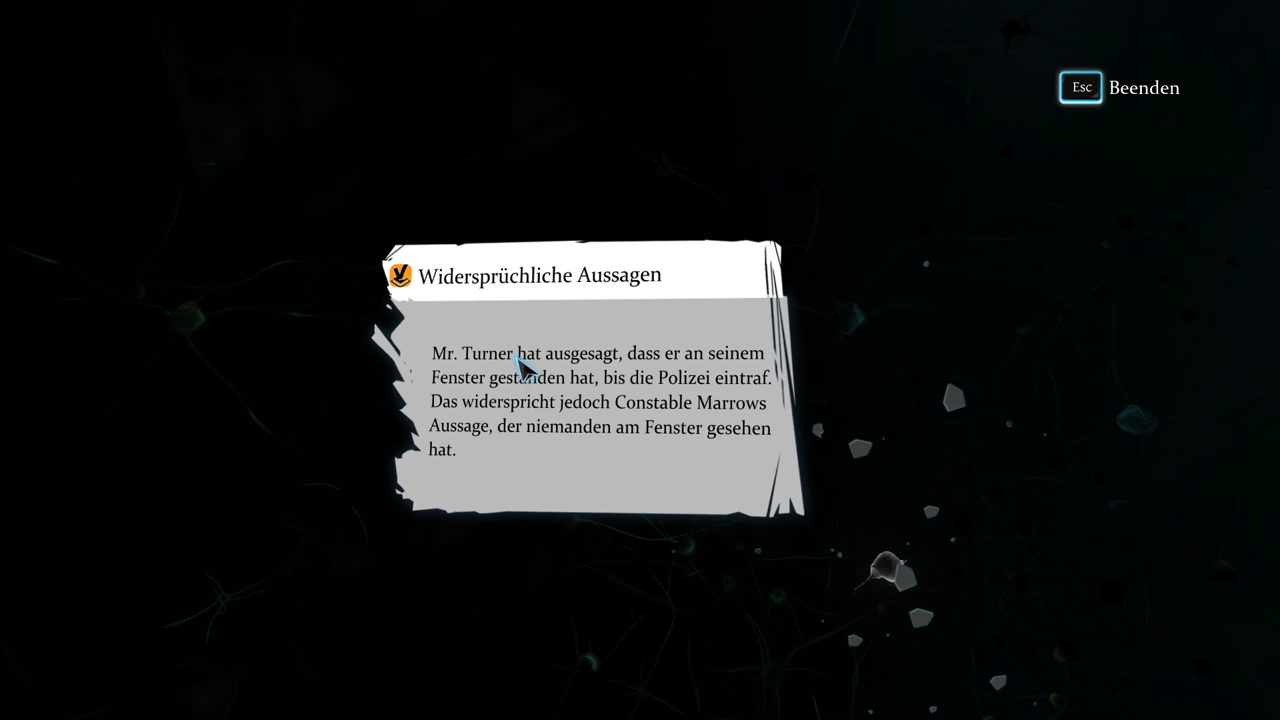 Esc Beenden
Widersprüchliche Aussagen
Mr. Turner hat ausgesagt, dass er an seinem
Fenster gestanden hat, bis die Polizei eintraf.
Das widerspricht jedoch Constable Marrows
Aussage, der niemanden am Fenster gesehen
hat.